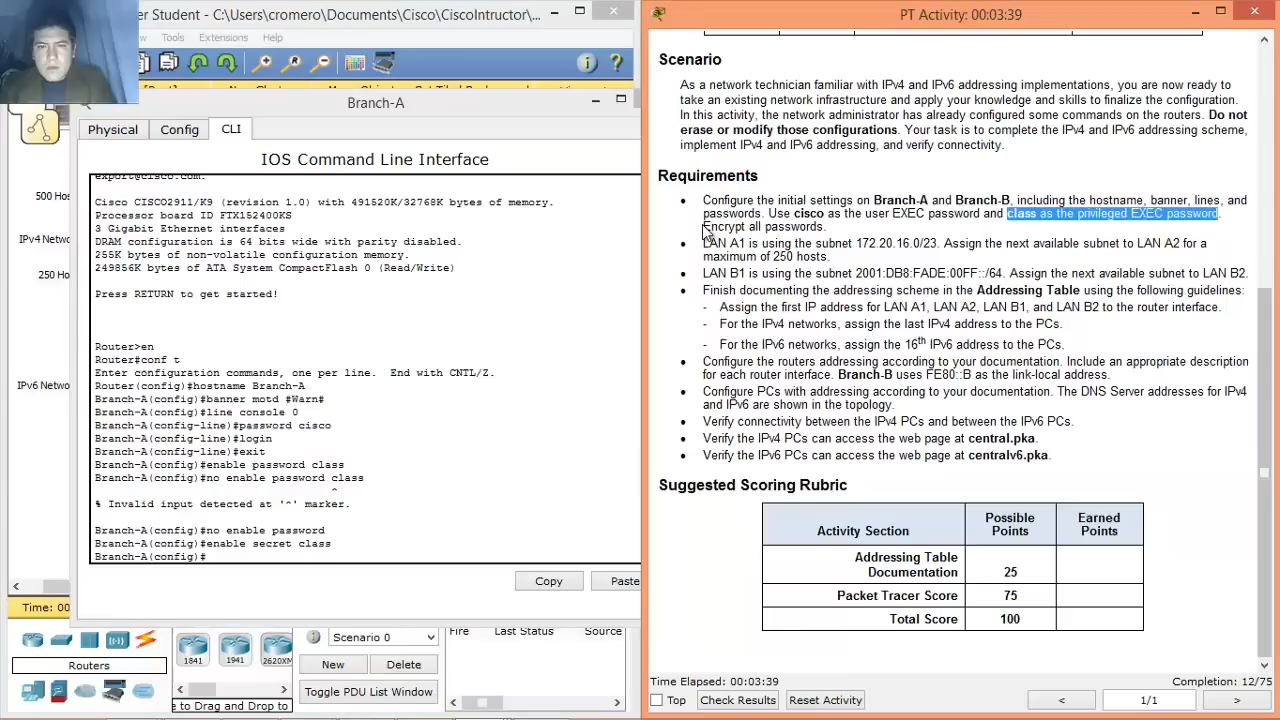 er Student - C:\Users\cromero\Documents\Cisco\CiscoIntructor\...
PT Activity: 00:03:39
Tools Extensions Help
Branch-A
Physical Config CLI
IOS Command Line Interface
500 Hos
IPv4 Networ
250 Host
IPv6 Networ
export@cisco.com.
Cisco CISCO2911/K9 (revision 1.0) with 491520K/32768K bytes of memory.
Processor board ID FTX152400KS
3 Gigabit Ethernet interfaces
DRAM configuration is 64 bits wide with parity disabled.
255K bytes of non-volatile configuration memory.
249856K bytes of ATA System CompactFlash 0 (Read/Write)
Press RETURN to get started!
Router>en
Router#conf t
Enter configuration commands, one per line.  End with CNTL/Z.
Router(config)#hostname Branch-A
Branch-A(config)#banner motd #Warn#
Branch-A(config)#line console 0
Branch-A(config-line)#password cisco
Branch-A(config-line)#login
Branch-A(config-line)#exit
Branch-A(config)#enable password class
Branch-A(config)#no enable password class
^
% Invalid input detected at '^' marker.
Branch-A(config)#no enable password
Branch-A(config)#enable secret class
Branch-A(config)#
Copy Paste
Time: 00
Routers
1841 1941 2620XM
e to Drag and Drop to
Scenario 0
New Delete
Toggle PDU List Window
Fire Last Status Source
Scenario
As a network technician familiar with IPv4 and IPv6 addressing implementations, you are now ready to
take an existing network infrastructure and apply your knowledge and skills to finalize the configuration.
In this activity, the network administrator has already configured some commands on the routers. Do not
erase or modify those configurations. Your task is to complete the IPv4 and IPv6 addressing scheme,
implement IPv4 and IPv6 addressing, and verify connectivity.
Requirements
• Configure the initial settings on Branch-A and Branch-B, including the hostname, banner, lines, and
passwords. Use cisco as the user EXEC password and class as the privileged EXEC password.
Encrypt all passwords.
• LAN A1 is using the subnet 172.20.16.0/23. Assign the next available subnet to LAN A2 for a
maximum of 250 hosts.
• LAN B1 is using the subnet 2001:DB8:FADE:00FF::/64. Assign the next available subnet to LAN B2.
• Finish documenting the addressing scheme in the Addressing Table using the following guidelines:
- Assign the first IP address for LAN A1, LAN A2, LAN B1, and LAN B2 to the router interface.
- For the IPv4 networks, assign the last IPv4 address to the PCs.
- For the IPv6 networks, assign the 16th IPv6 address to the PCs.
• Configure the routers addressing according to your documentation. Include an appropriate description
for each router interface. Branch-B uses FE80::B as the link-local address.
• Configure PCs with addressing according to your documentation. The DNS Server addresses for IPv4
and IPv6 are shown in the topology.
• Verify connectivity between the IPv4 PCs and between the IPv6 PCs.
• Verify the IPv4 PCs can access the web page at central.pka.
• Verify the IPv6 PCs can access the web page at centralv6.pka.
Suggested Scoring Rubric
Activity Section Possible Points Earned Points
Addressing Table Documentation 25
Packet Tracer Score 75
Total Score 100
Time Elapsed: 00:03:39 Completion: 12/75
Top Check Results Reset Activity < 1/1 >